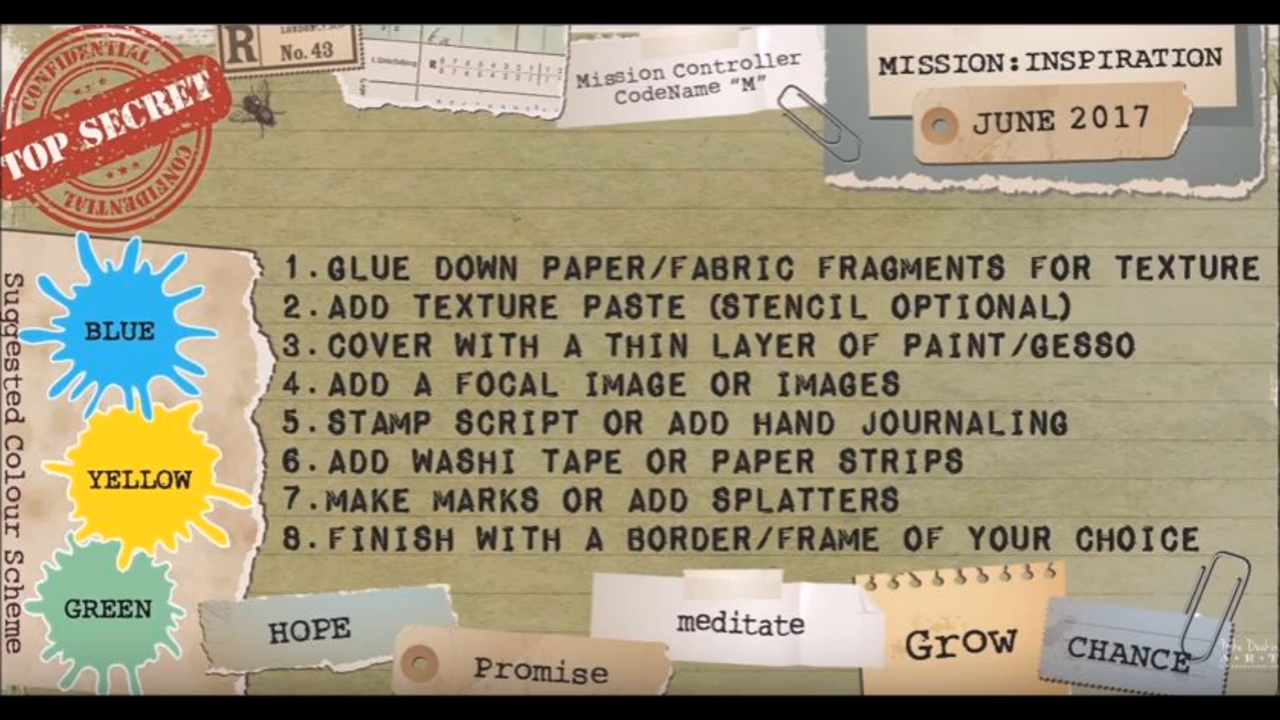 CONFIDENTIAL
TOP SECRET
CONFIDENTIAL
R
No. 43
Mission Controller
CodeName "M"
MISSION:INSPIRATION
JUNE 2017
Suggested Colour Scheme
BLUE
YELLOW
GREEN
1. GLUE DOWN PAPER/FABRIC FRAGMENTS FOR TEXTURE
2. ADD TEXTURE PASTE (STENCIL OPTIONAL)
3. COVER WITH A THIN LAYER OF PAINT/GESSO
4. ADD A FOCAL IMAGE OR IMAGES
5. STAMP SCRIPT OR ADD HAND JOURNALING
6. ADD WASHI TAPE OR PAPER STRIPS
7. MAKE MARKS OR ADD SPLATTERS
8. FINISH WITH A BORDER/FRAME OF YOUR CHOICE
HOPE
Promise
meditate
Grow
CHANCE
ART